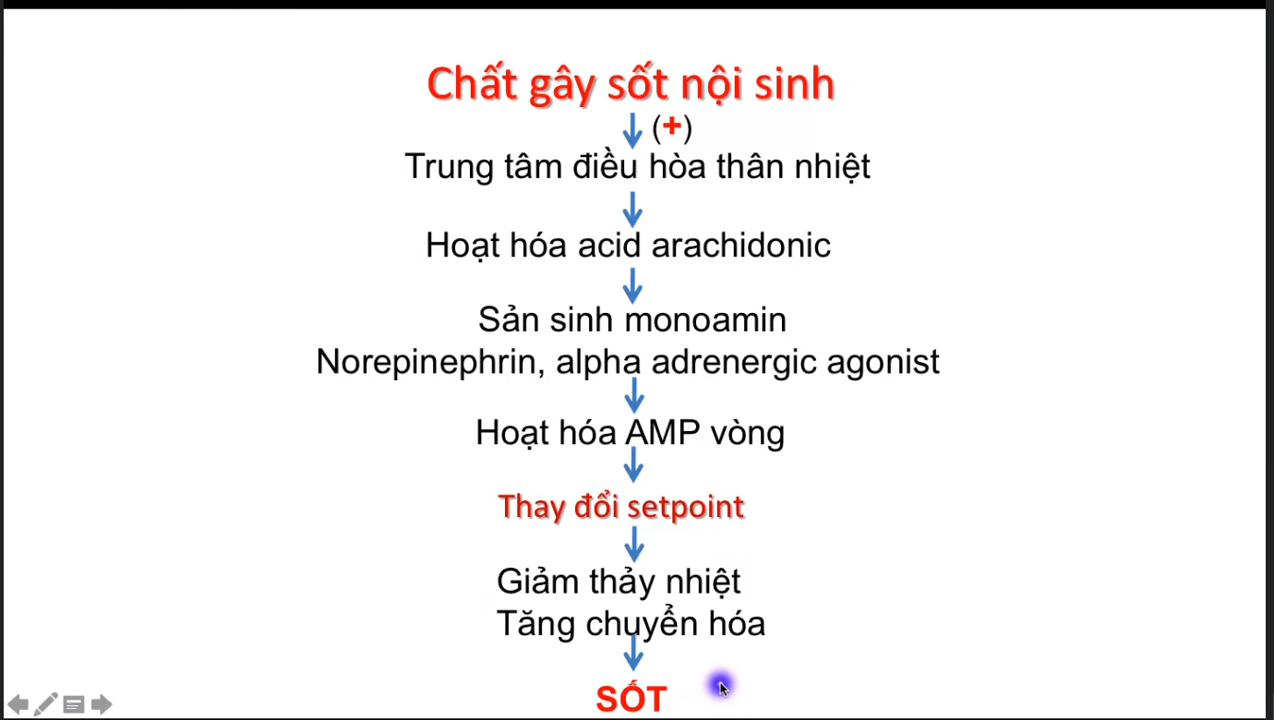 Chất gây sốt nội sinh
(+)
Trung tâm điều hòa thân nhiệt
Hoạt hóa acid arachidonic
Sản sinh monoamin
Norepinephrin, alpha adrenergic agonist
Hoạt hóa AMP vòng
Thay đổi setpoint
Giảm thảy nhiệt
Tăng chuyển hóa
SỐT